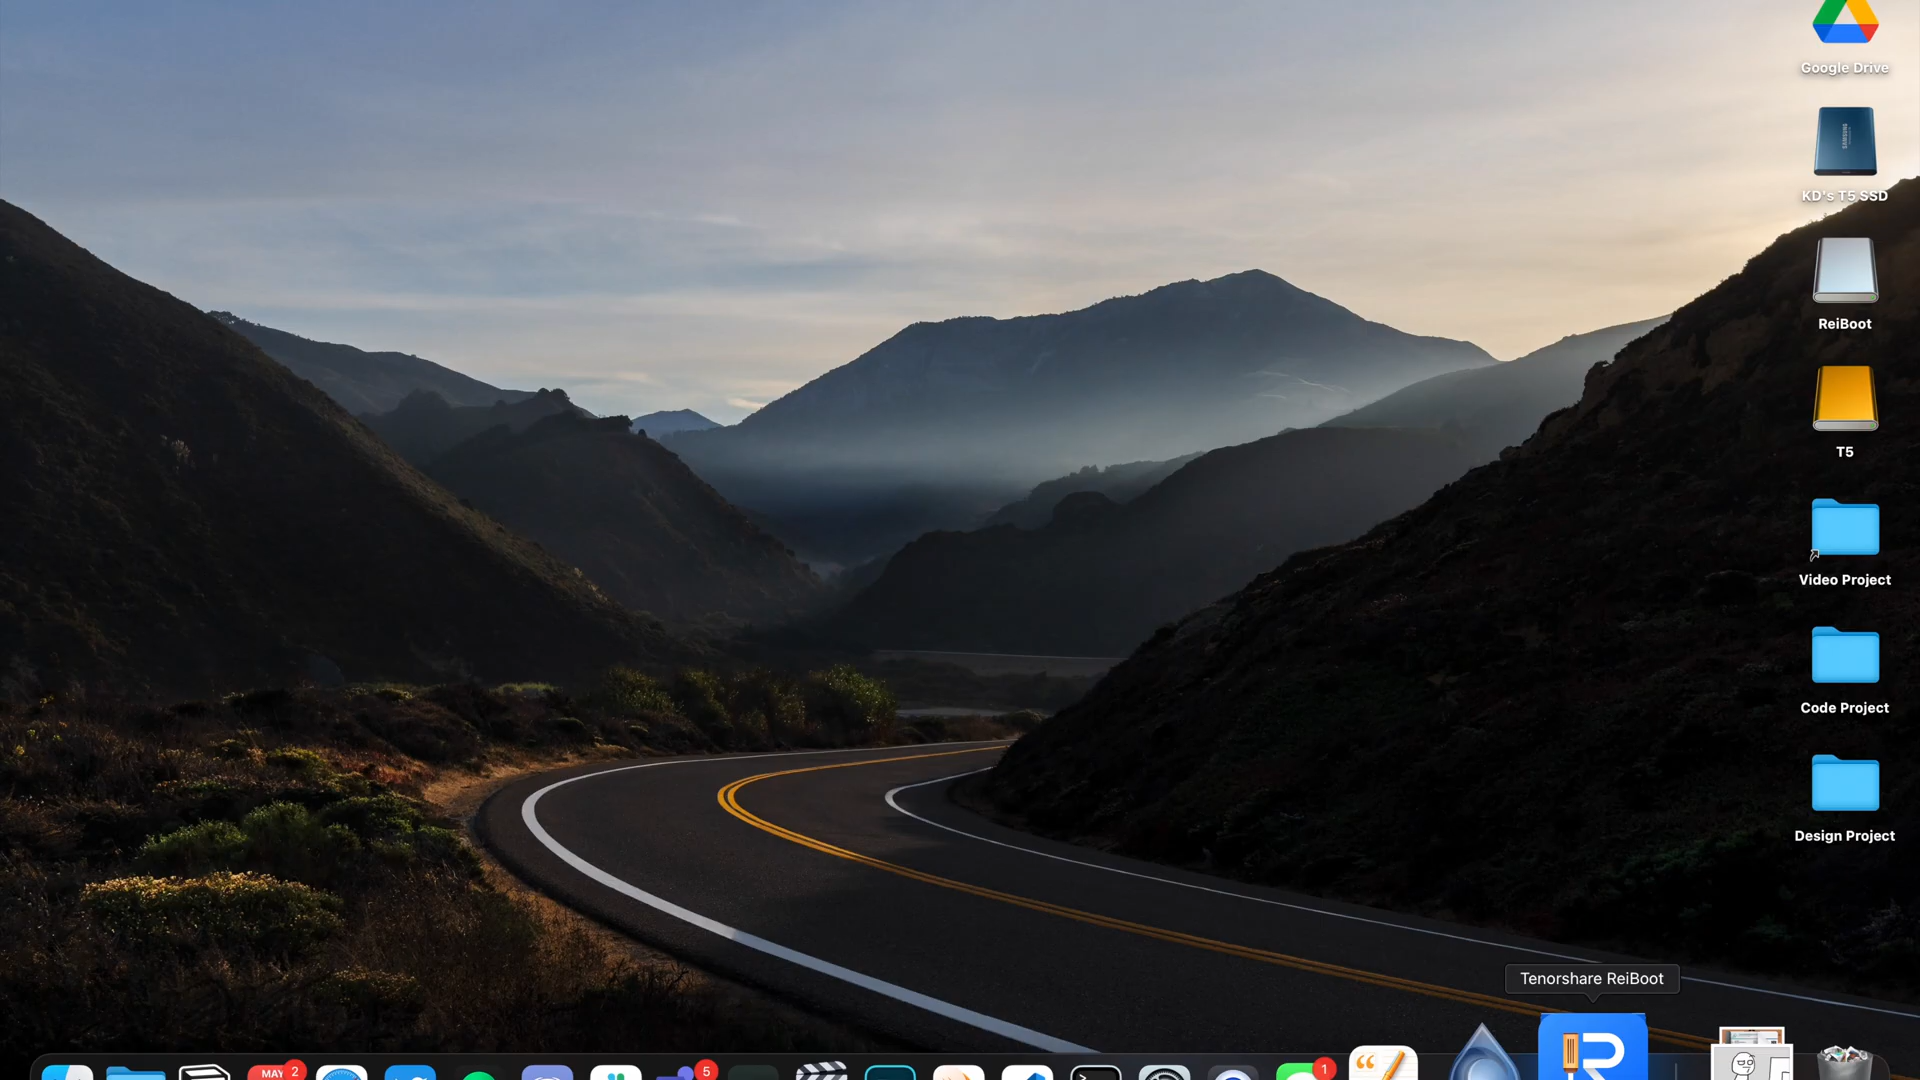 Google Drive
SAMSUNG
KD's T5 SSD
ReiBoot
T5
Video Project
Code Project
Design Project
Tenorshare ReiBoot
MAY 2
5
1